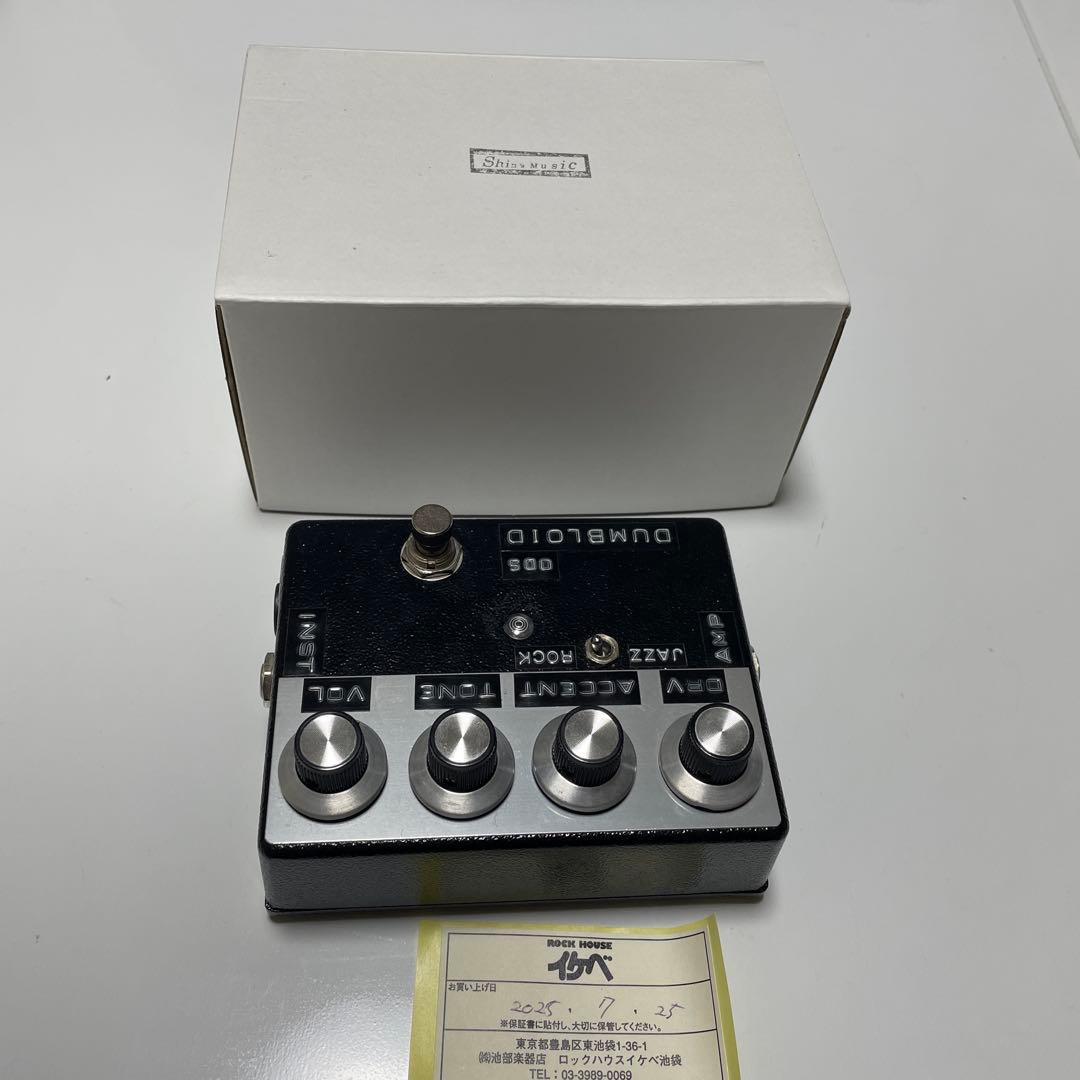 Shin's Music
DUMBLOID
ODS
INST
AMP
ROCK
JAZZ
VOL
TONE
ACCENT
DRV
ROCK HOUSE
イケベ
お買い上げ日
2025. 7. 25
※保証書に貼付し、大切に保管してください。
東京都豊島区東池袋1-36-1
㈱池部楽器店 ロックハウスイケベ池袋
TEL：03-3989-0069